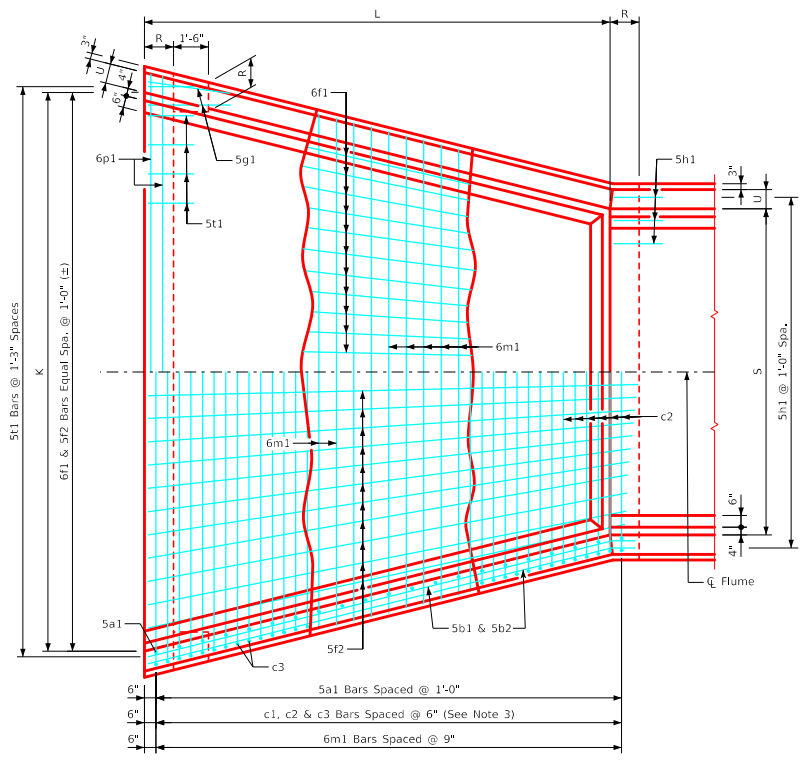 L
R
R
1'-6"
3"
U
4"
6"
R
6f1
6p1
5g1
5t1
5h1
3"
U
5t1 Bars @ 1'-3" Spaces
K
6f1 & 5f2 Bars Equal Spa. @ 1'-0" (±)
6m1
S
5h1 @ 1'-0" Spa.
c2
6m1
6"
4"
℄ Flume
5a1
5b1 & 5b2
5f2
c3
6"
5a1 Bars Spaced @ 1'-0"
6"
c1, c2 & c3 Bars Spaced @ 6" (See Note 3)
6"
6m1 Bars Spaced @ 9"